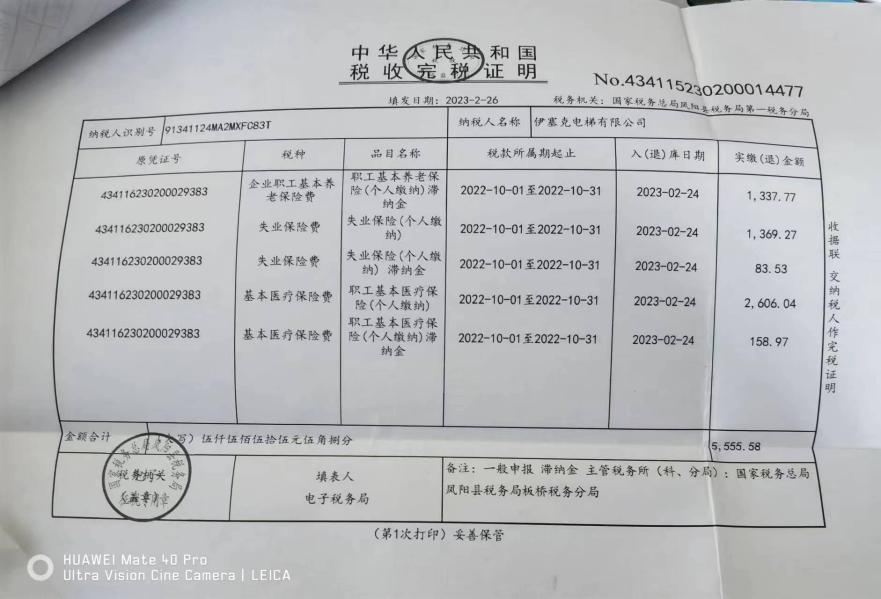 中华人民共和国
税收完税证明
No.434115230200014477
填发日期：2023-2-26
税务机关：国家税务总局凤阳县税务局第一税务分局
纳税人识别号 91341124MA2MXFC83T 纳税人名称 伊塞克电梯有限公司
原凭证号 税种 品目名称 税款所属期起止 入(退)库日期 实缴(退)金额
434116230200029383 企业职工基本养老保险费 职工基本养老保险(个人缴纳)滞纳金 2022-10-01至2022-10-31 2023-02-24 1,337.77
434116230200029383 失业保险费 失业保险(个人缴纳) 2022-10-01至2022-10-31 2023-02-24 1,369.27
434116230200029383 失业保险费 失业保险(个人缴纳) 滞纳金 2022-10-01至2022-10-31 2023-02-24 83.53
434116230200029383 基本医疗保险费 职工基本医疗保险(个人缴纳) 2022-10-01至2022-10-31 2023-02-24 2,606.04
434116230200029383 基本医疗保险费 职工基本医疗保险(个人缴纳)滞纳金 2022-10-01至2022-10-31 2023-02-24 158.97
金额合计 写) 伍仟伍佰伍拾伍元伍角捌分 5,555.58
税务机关
填表人
电子税务局
备注：一般申报 滞纳金 主管税务所（科、分局）：国家税务总局
凤阳县税务局板桥税务分局
收据联 交纳税人作完税证明
(第1次打印) 妥善保管
HUAWEI Mate 40 Pro
Ultra Vision Cine Camera | LEICA